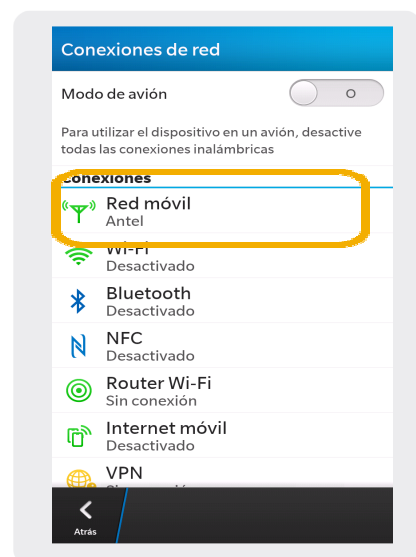 Conexiones de red
Modo de avión
Para utilizar el dispositivo en un avión, desactive
todas las conexiones inalámbricas
Conexiones
Red móvil
Antel
Wi-Fi
Desactivado
Bluetooth
Desactivado
NFC
Desactivado
Router Wi-Fi
Sin conexión
Internet móvil
Desactivado
VPN
Atrás